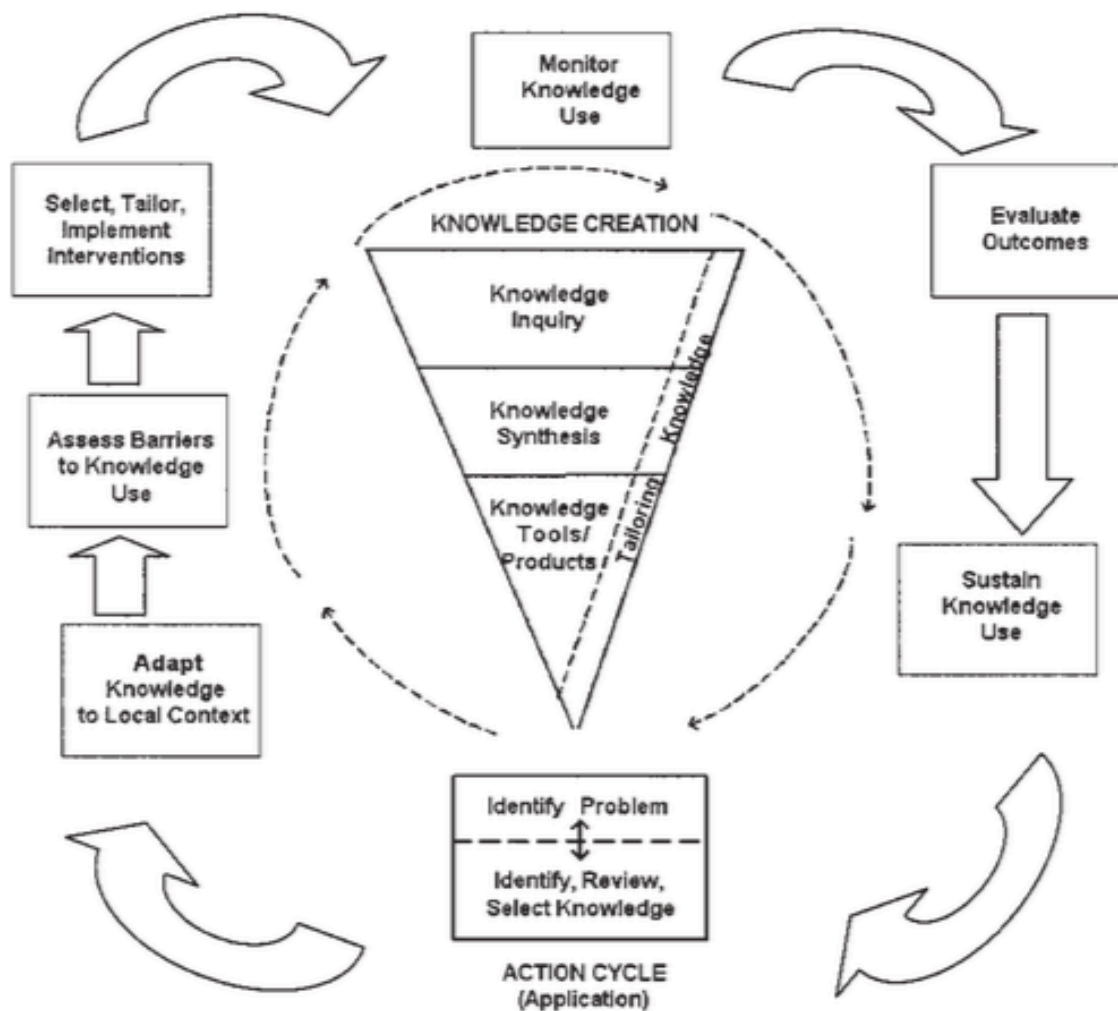 Monitor
Knowledge
Use
Select, Tailor,
Implement
Interventions
Evaluate
Outcomes
KNOWLEDGE CREATION
Knowledge
Inquiry
Knowledge
Synthesis
Knowledge
Tools/
Products
Tailoring
Knowledge
Assess Barriers
to Knowledge
Use
Sustain
Knowledge
Use
Adapt
Knowledge
to Local Context
Identify Problem
Identify, Review,
Select Knowledge
ACTION CYCLE
(Application)